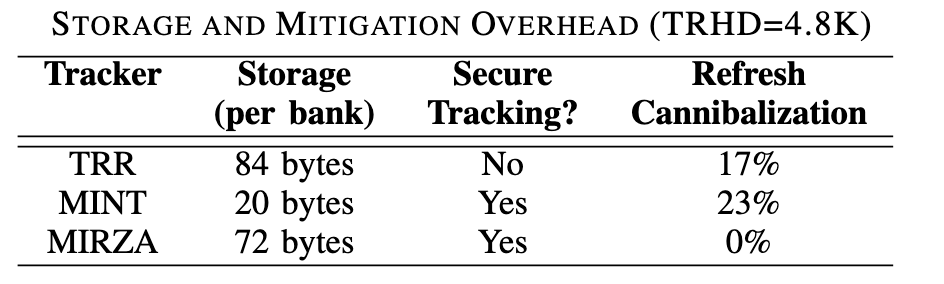 STORAGE AND MITIGATION OVERHEAD (TRHD=4.8K)
Tracker Storage Secure Refresh
(per bank) Tracking? Cannibalization
TRR 84 bytes No 17%
MINT 20 bytes Yes 23%
MIRZA 72 bytes Yes 0%